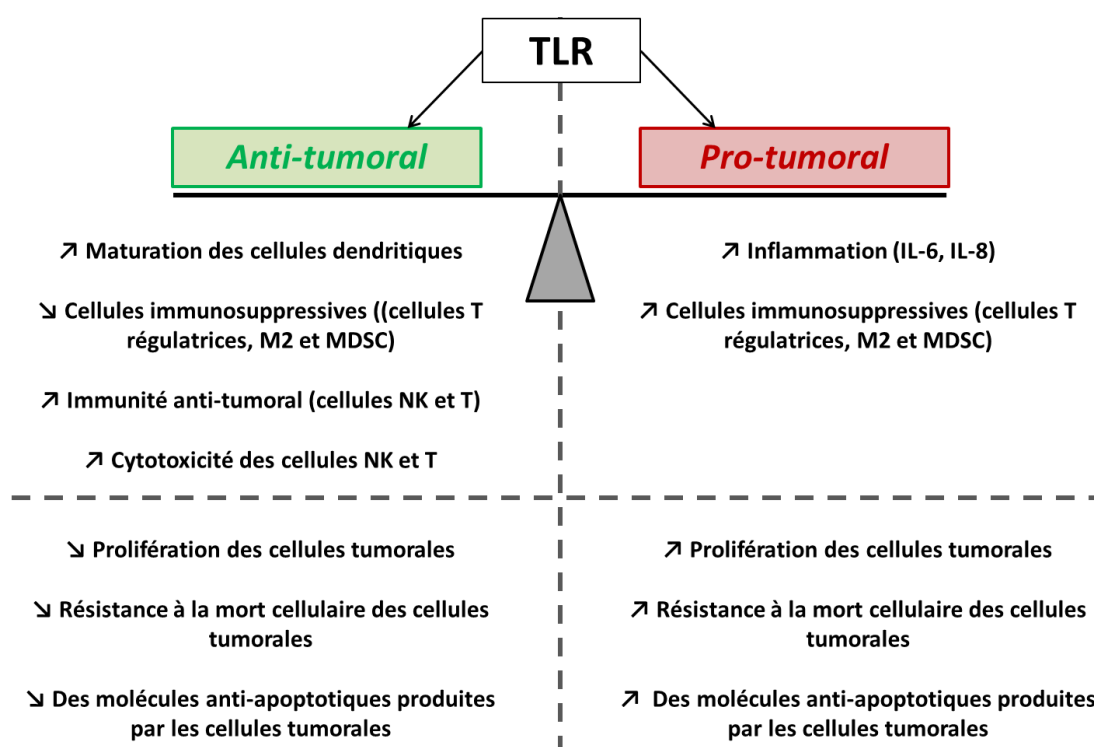 TLR
Anti-tumoral
Pro-tumoral
↗ Maturation des cellules dendritiques
↘ Cellules immunosuppressives ((cellules T
régulatrices, M2 et MDSC)
↗ Immunité anti-tumoral (cellules NK et T)
↗ Cytotoxicité des cellules NK et T
↗ Inflammation (IL-6, IL-8)
↗ Cellules immunosuppressives (cellules T
régulatrices, M2 et MDSC)
↘ Prolifération des cellules tumorales
↘ Résistance à la mort cellulaire des cellules
tumorales
↘ Des molécules anti-apoptotiques produites
par les cellules tumorales
↗ Prolifération des cellules tumorales
↗ Résistance à la mort cellulaire des cellules
tumorales
↗ Des molécules anti-apoptotiques produites
par les cellules tumorales